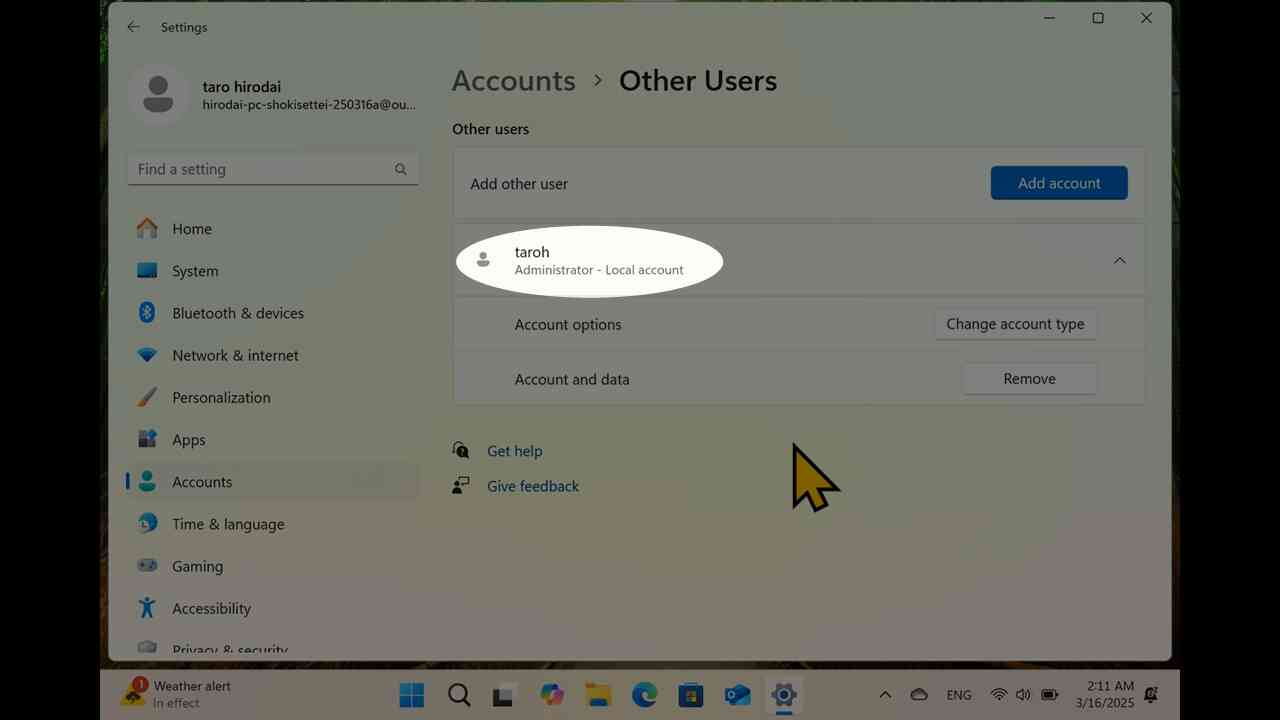 Settings
taro hirodai
hirodai-pc-shokisettei-250316a@ou...
Find a setting
Home
System
Bluetooth & devices
Network & internet
Personalization
Apps
Accounts
Time & language
Gaming
Accessibility
Privacy & security
Accounts > Other Users
Other users
Add other user
Add account
taroh
Administrator - Local account
Account options
Change account type
Account and data
Remove
Get help
Give feedback
1
Weather alert
In effect
ENG
2:11 AM
3/16/2025